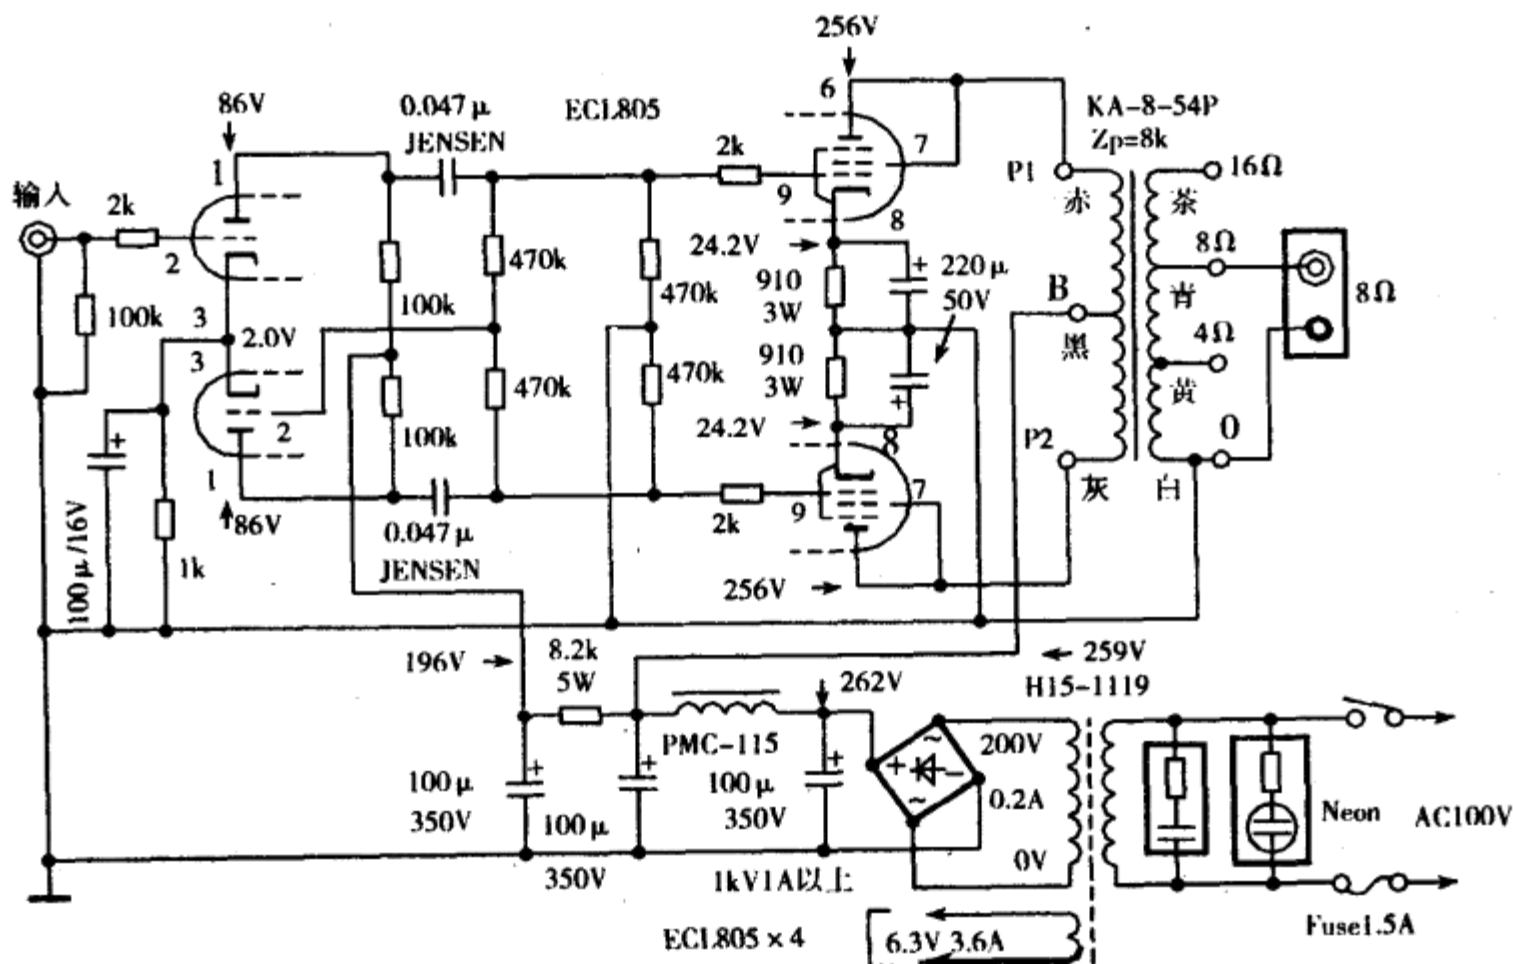 256V
86V
0.047μ
JENSEN
ECL805
6
7
2k
9
8
KA-8-54P
Zp=8k
P1
赤
16Ω
茶
输入
2k
1
2
3
100k
100k
470k
470k
24.2V
910
3W
220μ
50V
B
黑
8Ω
青
4Ω
黄
8Ω
2.0V
3
2
1
86V
100k
470k
470k
910
3W
24.2V
8
7
9
2k
P2
灰
白
0
0.047μ
JENSEN
100μ/16V
1k
256V
196V
8.2k
5W
262V
259V
H15-1119
PMC-115
200V
0.2A
0V
100μ
350V
100μ
350V
100μ
350V
1kV1A以上
Neon
AC100V
Fuse1.5A
ECL805×4
6.3V 3.6A